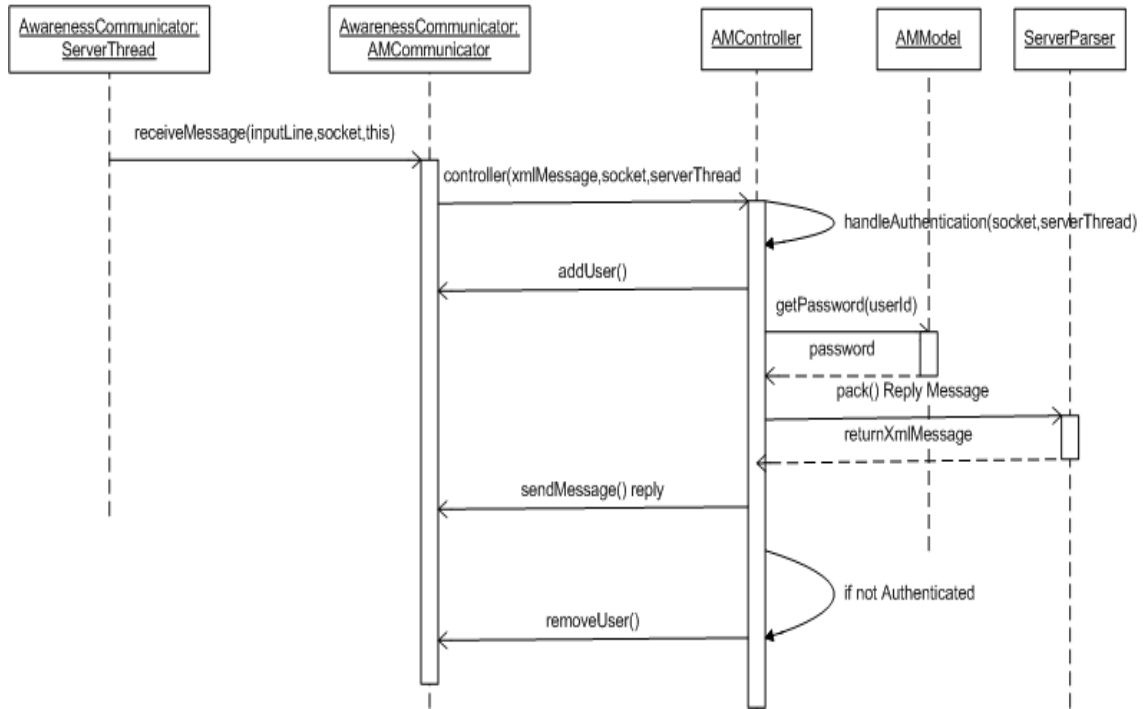 AwarenessCommunicator:
ServerThread
AwarenessCommunicator:
AMCommunicator
AMController
AMModel
ServerParser
receiveMessage(inputLine,socket,this)
controller(xmlMessage,socket,serverThread
handleAuthentication(socket,serverThread)
addUser()
getPassword(userId)
password
pack() Reply Message
returnXmlMessage
sendMessage() reply
if not Authenticated
removeUser()